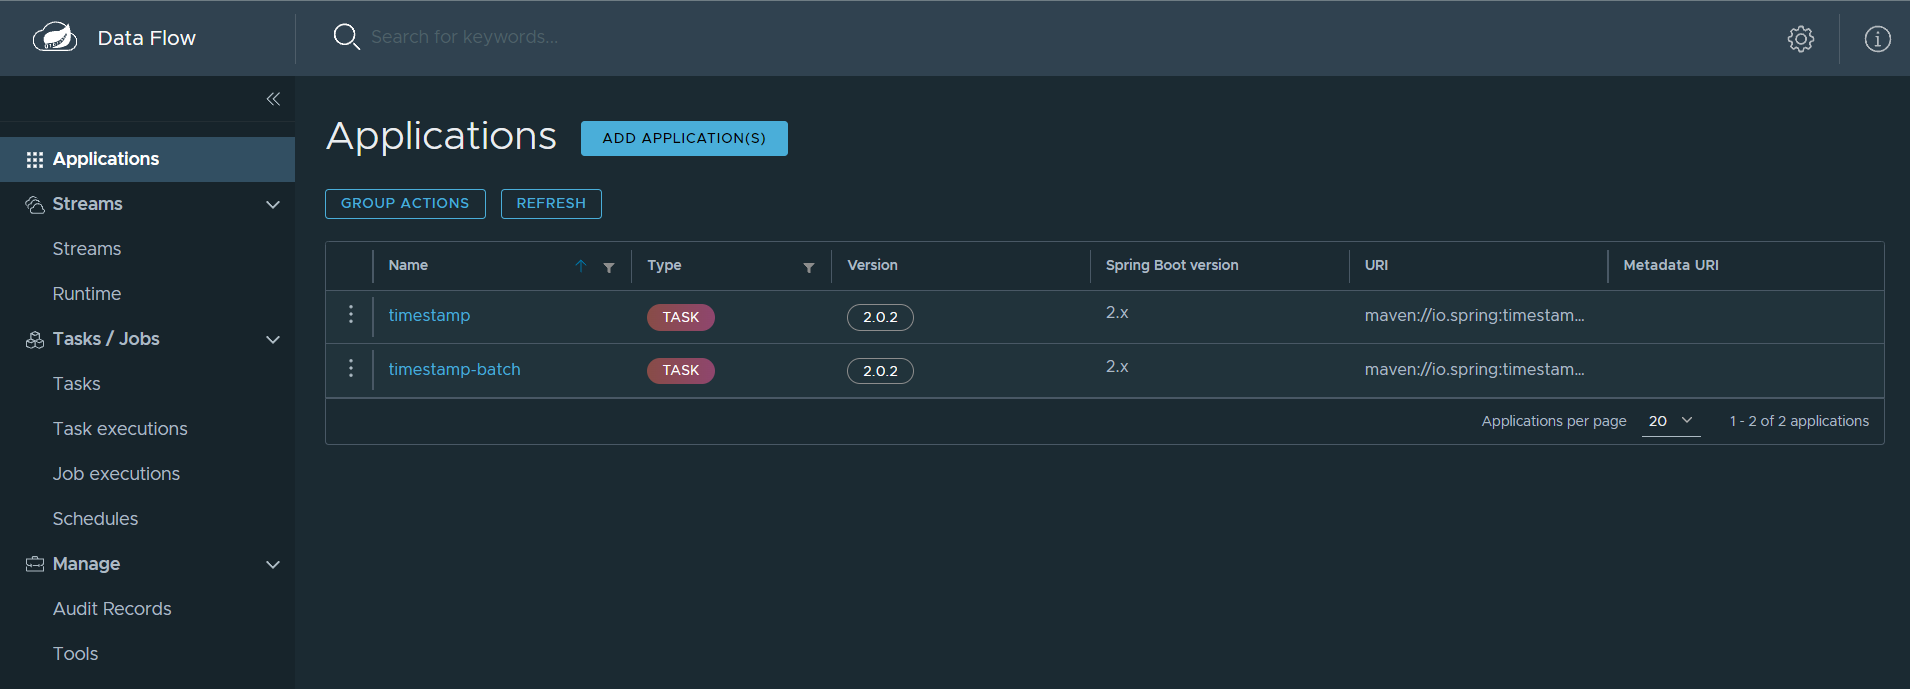 Data Flow
Search for keywords...
Applications
Streams
Streams
Runtime
Tasks / Jobs
Tasks
Task executions
Job executions
Schedules
Manage
Audit Records
Tools
Applications ADD APPLICATION(S)
GROUP ACTIONS REFRESH
Name Type Version Spring Boot version URI Metadata URI
timestamp TASK 2.0.2 2.x maven://io.spring:timestam...
timestamp-batch TASK 2.0.2 2.x maven://io.spring:timestam...
Applications per page 20 1 - 2 of 2 applications